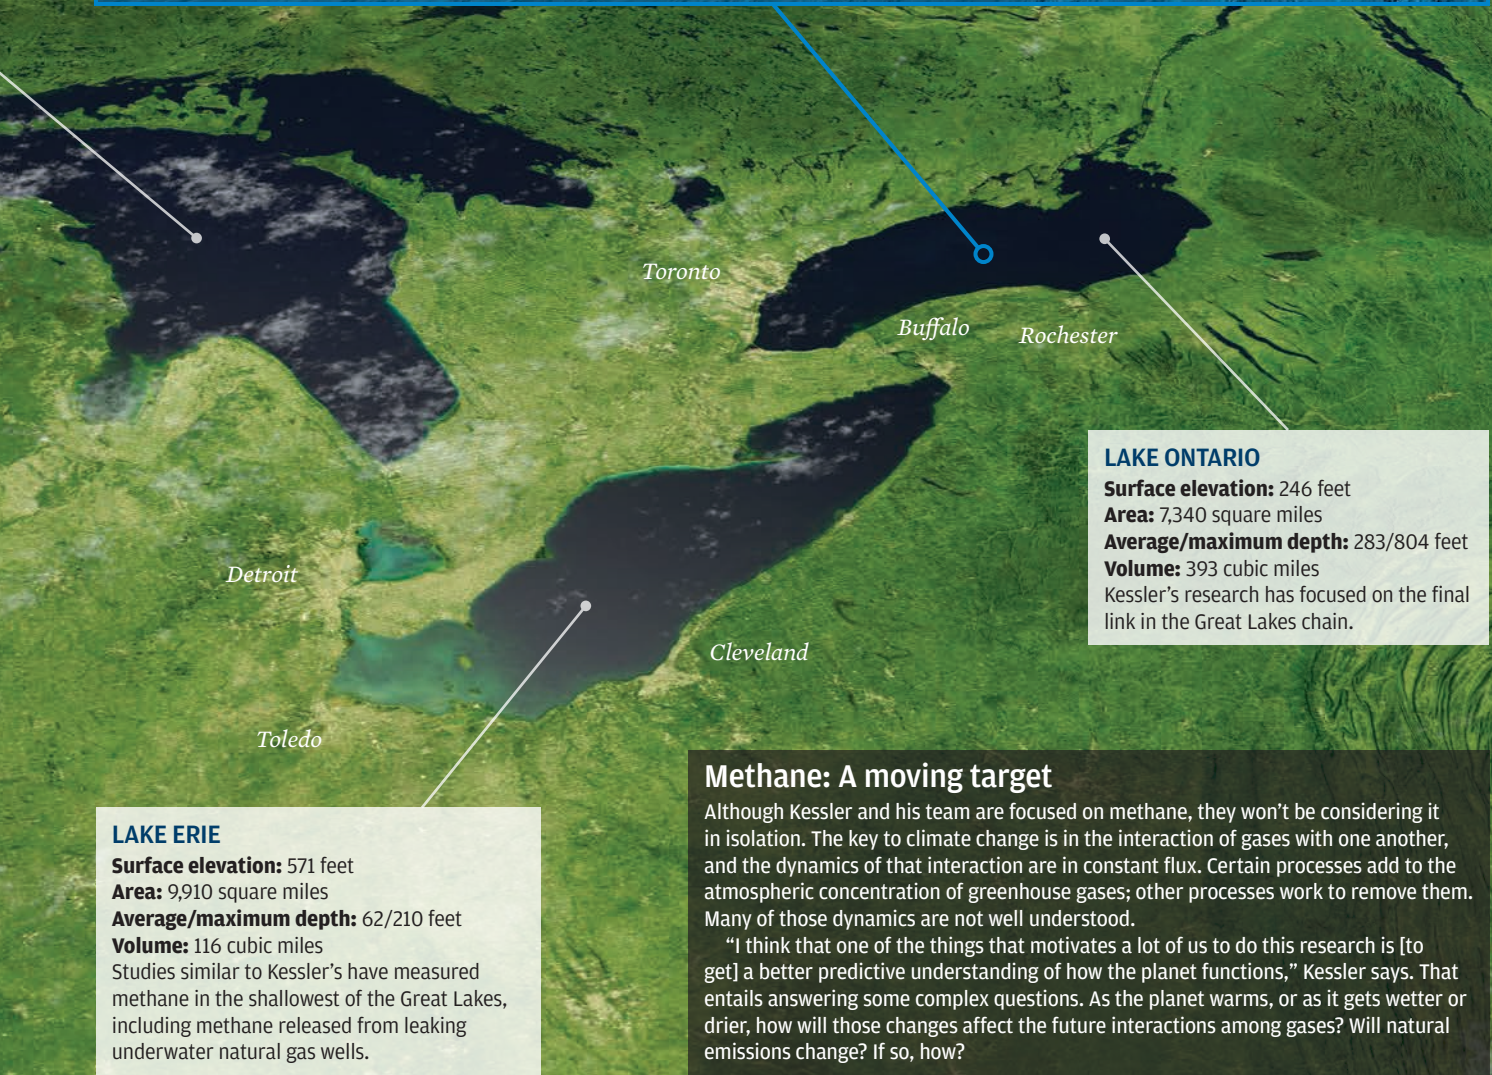 Toronto
Buffalo
Rochester
LAKE ONTARIO
Surface elevation: 246 feet
Area: 7,340 square miles
Average/maximum depth: 283/804 feet
Volume: 393 cubic miles
Kessler’s research has focused on the final
link in the Great Lakes chain.
Detroit
Cleveland
Toledo
LAKE ERIE
Surface elevation: 571 feet
Area: 9,910 square miles
Average/maximum depth: 62/210 feet
Volume: 116 cubic miles
Studies similar to Kessler’s have measured
methane in the shallowest of the Great Lakes,
including methane released from leaking
underwater natural gas wells.
Methane: A moving target
Although Kessler and his team are focused on methane, they won’t be considering it
in isolation. The key to climate change is in the interaction of gases with one another,
and the dynamics of that interaction are in constant flux. Certain processes add to the
atmospheric concentration of greenhouse gases; other processes work to remove them.
Many of those dynamics are not well understood.
“I think that one of the things that motivates a lot of us to do this research is [to
get] a better predictive understanding of how the planet functions,” Kessler says. That
entails answering some complex questions. As the planet warms, or as it gets wetter or
drier, how will those changes affect the future interactions among gases? Will natural
emissions change? If so, how?